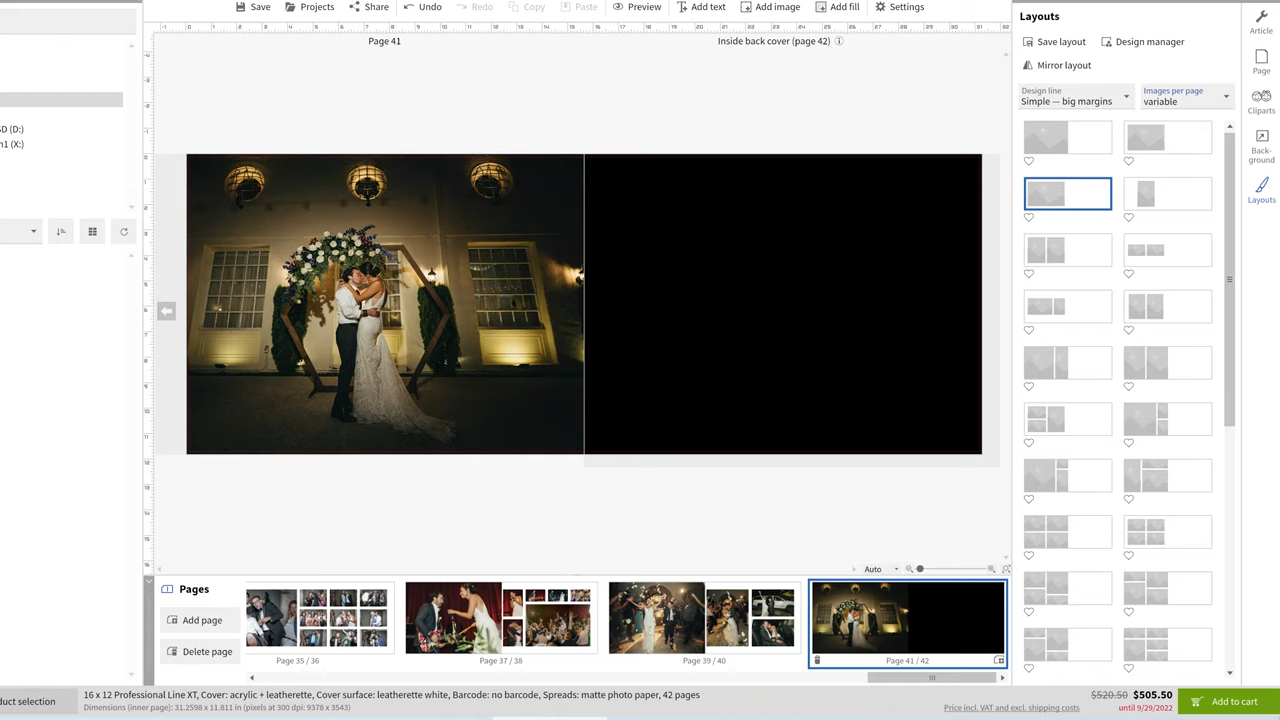 Save Projects Share Undo Redo Copy Paste Preview Add text Add image Add fill Settings
Page 41
Inside back cover (page 42)
Layouts
Save layout Design manager
Mirror layout
Design line
Simple — big margins
Images per page
variable
Article
Page
Cliparts
Back-
ground
Layouts
SD (D:)
n1 (X:)
Auto
Pages
Add page
Delete page
Page 35 / 36
Page 37 / 38
Page 39 / 40
Page 41 / 42
duct selection
16 x 12 Professional Line XT, Cover: acrylic + leatherette, Cover surface: leatherette white, Barcode: no barcode, Spreads: matte photo paper, 42 pages
Dimensions (inner page): 31.2598 x 11.811 in (pixels at 300 dpi: 9378 x 3543)
Price incl. VAT and excl. shipping costs
$520.50 $505.50
until 9/29/2022
Add to cart